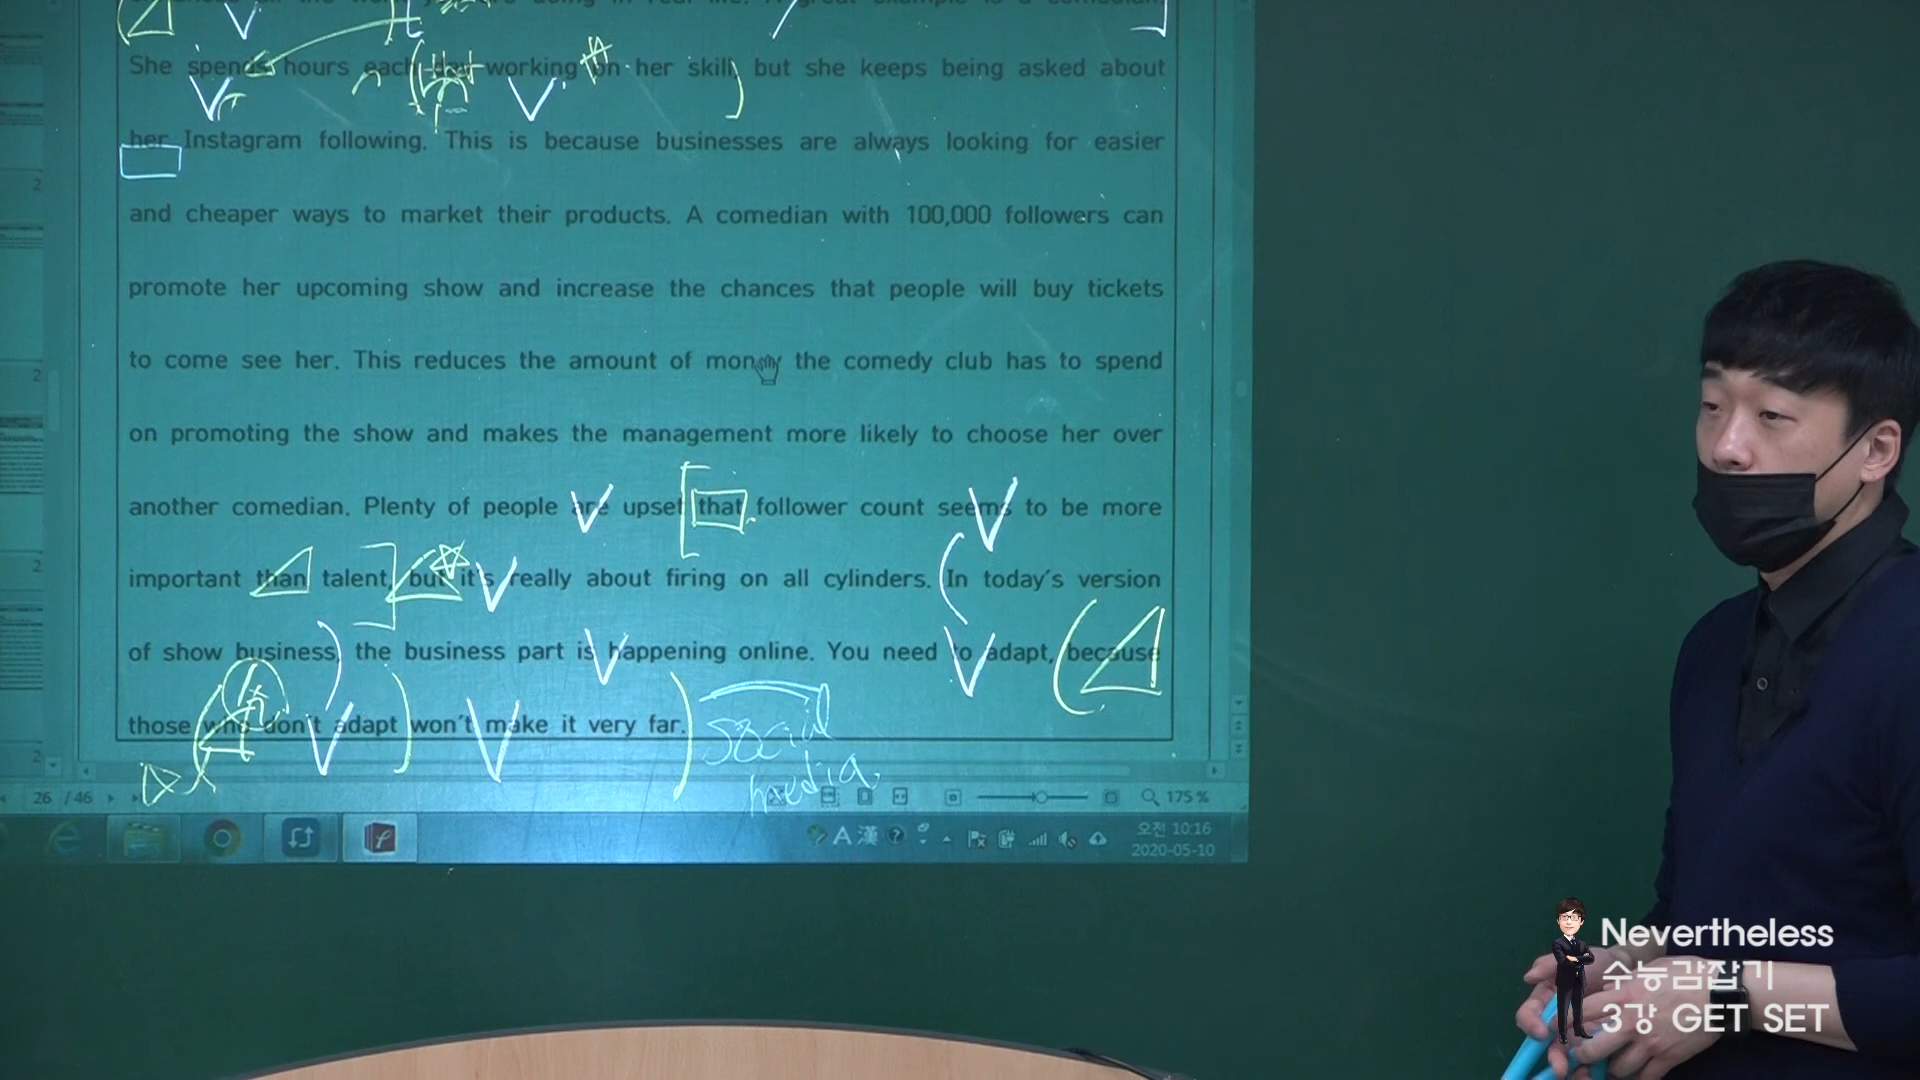 She spends hours each day working on her skill, but she keeps being asked about
her Instagram following. This is because businesses are always looking for easier
and cheaper ways to market their products. A comedian with 100,000 followers can
promote her upcoming show and increase the chances that people will buy tickets
to come see her. This reduces the amount of money the comedy club has to spend
on promoting the show and makes the management more likely to choose her over
another comedian. Plenty of people are upset that follower count seems to be more
important than talent, but it's really about firing on all cylinders. In today's version
of show business, the business part is happening online. You need to adapt, because
those who don't adapt won't make it very far.
social
media
26 / 46
175 %
A 漢
오전 10:16
2020-05-10
Nevertheless
수능감잡기
3강 GET SET